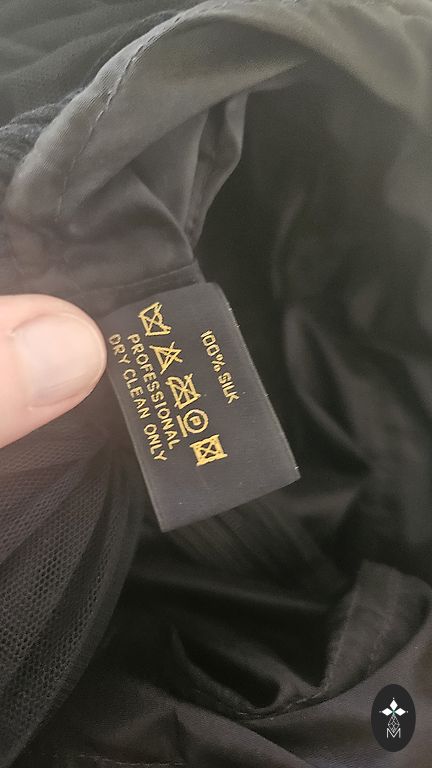 100% SILK
P
PROFESSIONAL
DRY CLEAN ONLY
M